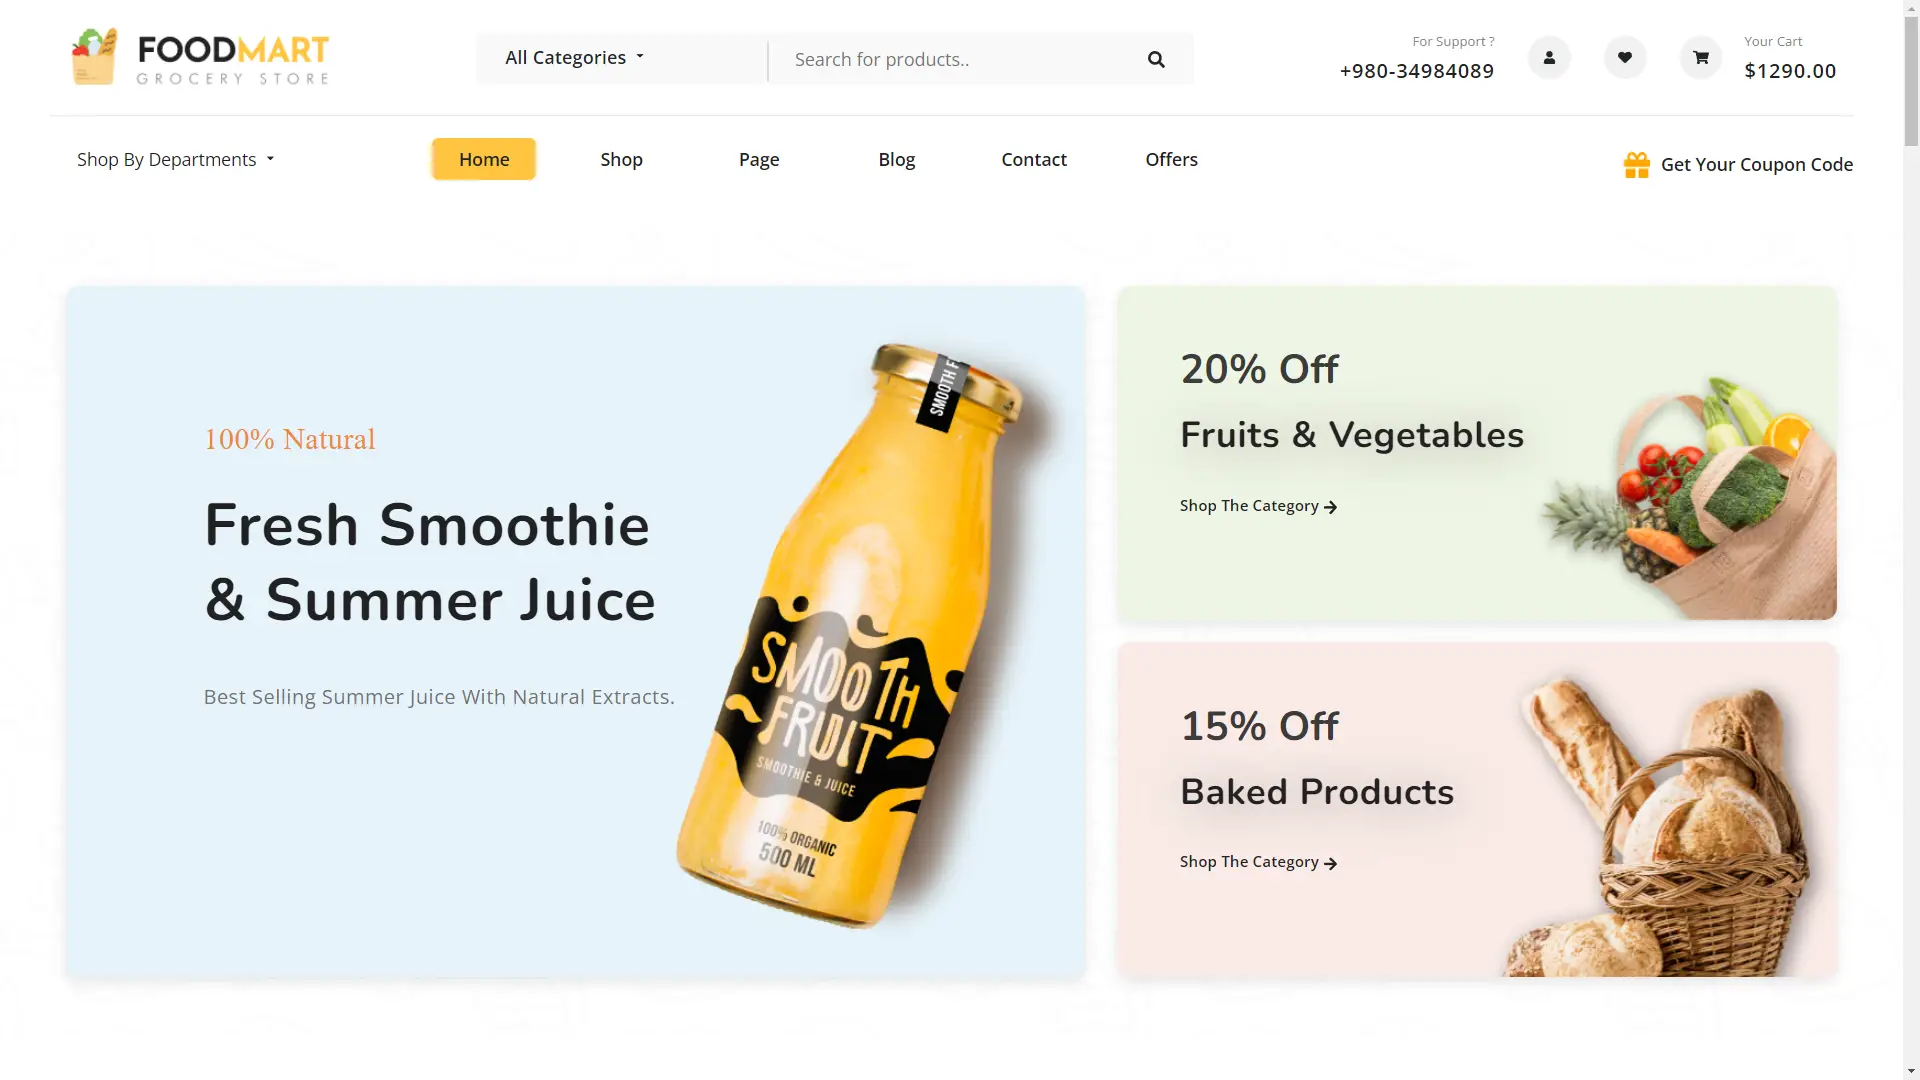 FOODMART
GROCERY STORE
All Categories
Search for products..
For Support ?
+980-34984089
Your Cart
$1290.00
Shop By Departments
Home
Shop
Page
Blog
Contact
Offers
Get Your Coupon Code
100% Natural
Fresh Smoothie
& Summer Juice
Best Selling Summer Juice With Natural Extracts.
SMOOTH F
SMOOTH
FRUIT
SMOOTHIE & JUICE
100% ORGANIC
500 ML
20% Off
Fruits & Vegetables
Shop The Category
15% Off
Baked Products
Shop The Category